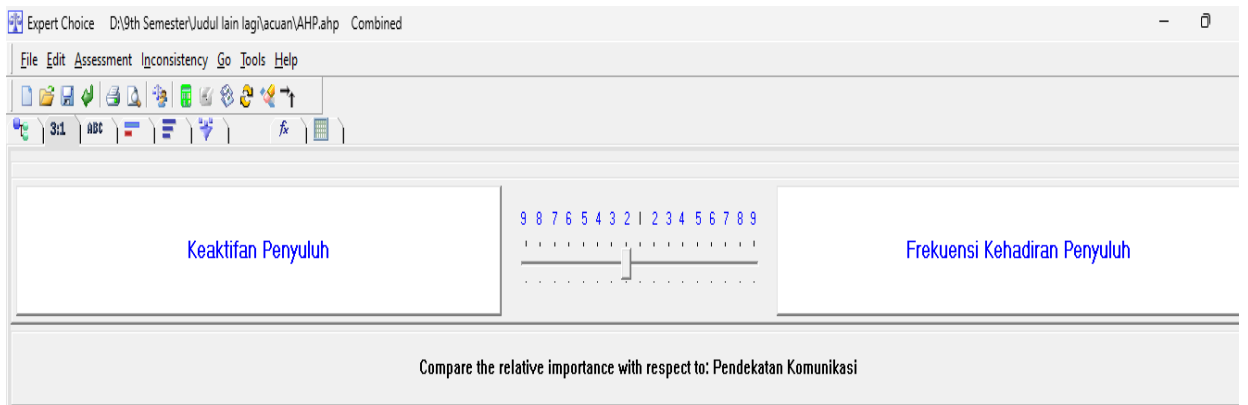 Expert Choice D:\9th Semester\Judul lain lagi\acuan\AHP.ahp Combined
File Edit Assessment Inconsistency Go Tools Help
3:1 ABC fx
9 8 7 6 5 4 3 2 1 2 3 4 5 6 7 8 9
Keaktifan Penyuluh
Frekuensi Kehadiran Penyuluh
Compare the relative importance with respect to: Pendekatan Komunikasi